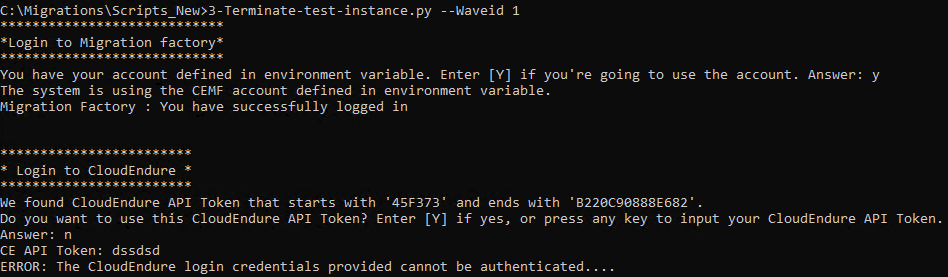 C:\Migrations\Scripts_New>3-Terminate-test-instance.py --Waveid 1
****************************
*Login to Migration factory*
****************************
You have your account defined in environment variable. Enter [Y] if you're going to use the account. Answer: y
The system is using the CEMF account defined in environment variable.
Migration Factory : You have successfully logged in
************************
* Login to CloudEndure *
************************
We found CloudEndure API Token that starts with '45F373' and ends with 'B220C90888E682'.
Do you want to use this CloudEndure API Token? Enter [Y] if yes, or press any key to input your CloudEndure API Token.
Answer: n
CE API Token: dssdsd
ERROR: The CloudEndure login credentials provided cannot be authenticated....